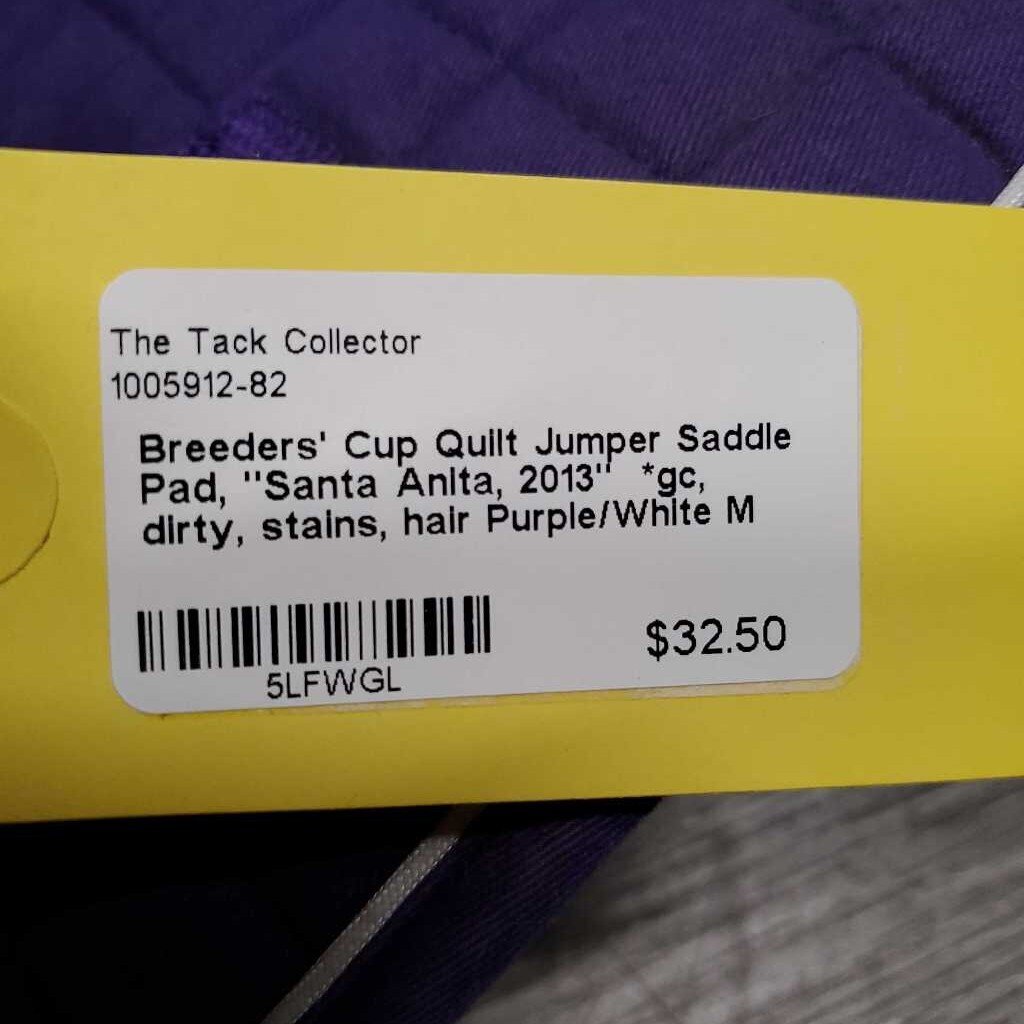 The Tack Collector
1005912-82
Breeders' Cup Quilt Jumper Saddle
Pad, "Santa Anita, 2013" *gc,
dirty, stains, hair Purple/White M
5LFWGL
$32.50